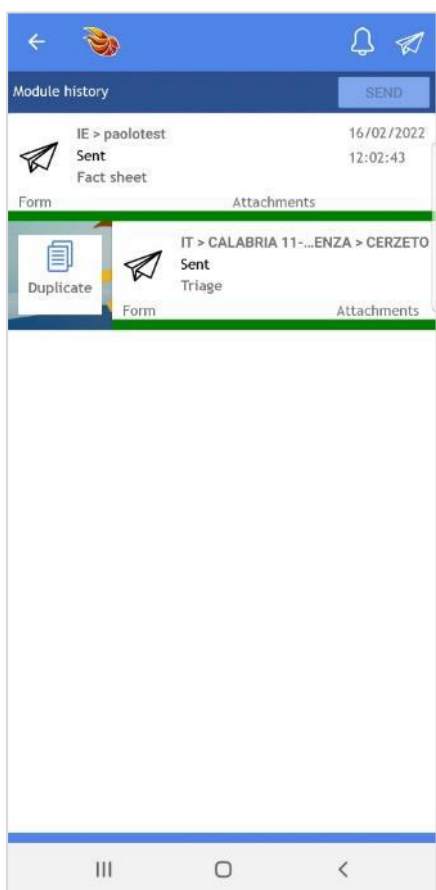 Module history
SEND
IE > paolotest
16/02/2022
Sent
12:02:43
Fact sheet
Form
Attachments
IT > CALABRIA 11-...ENZA > CERZETO
Sent
Duplicate
Triage
Form
Attachments